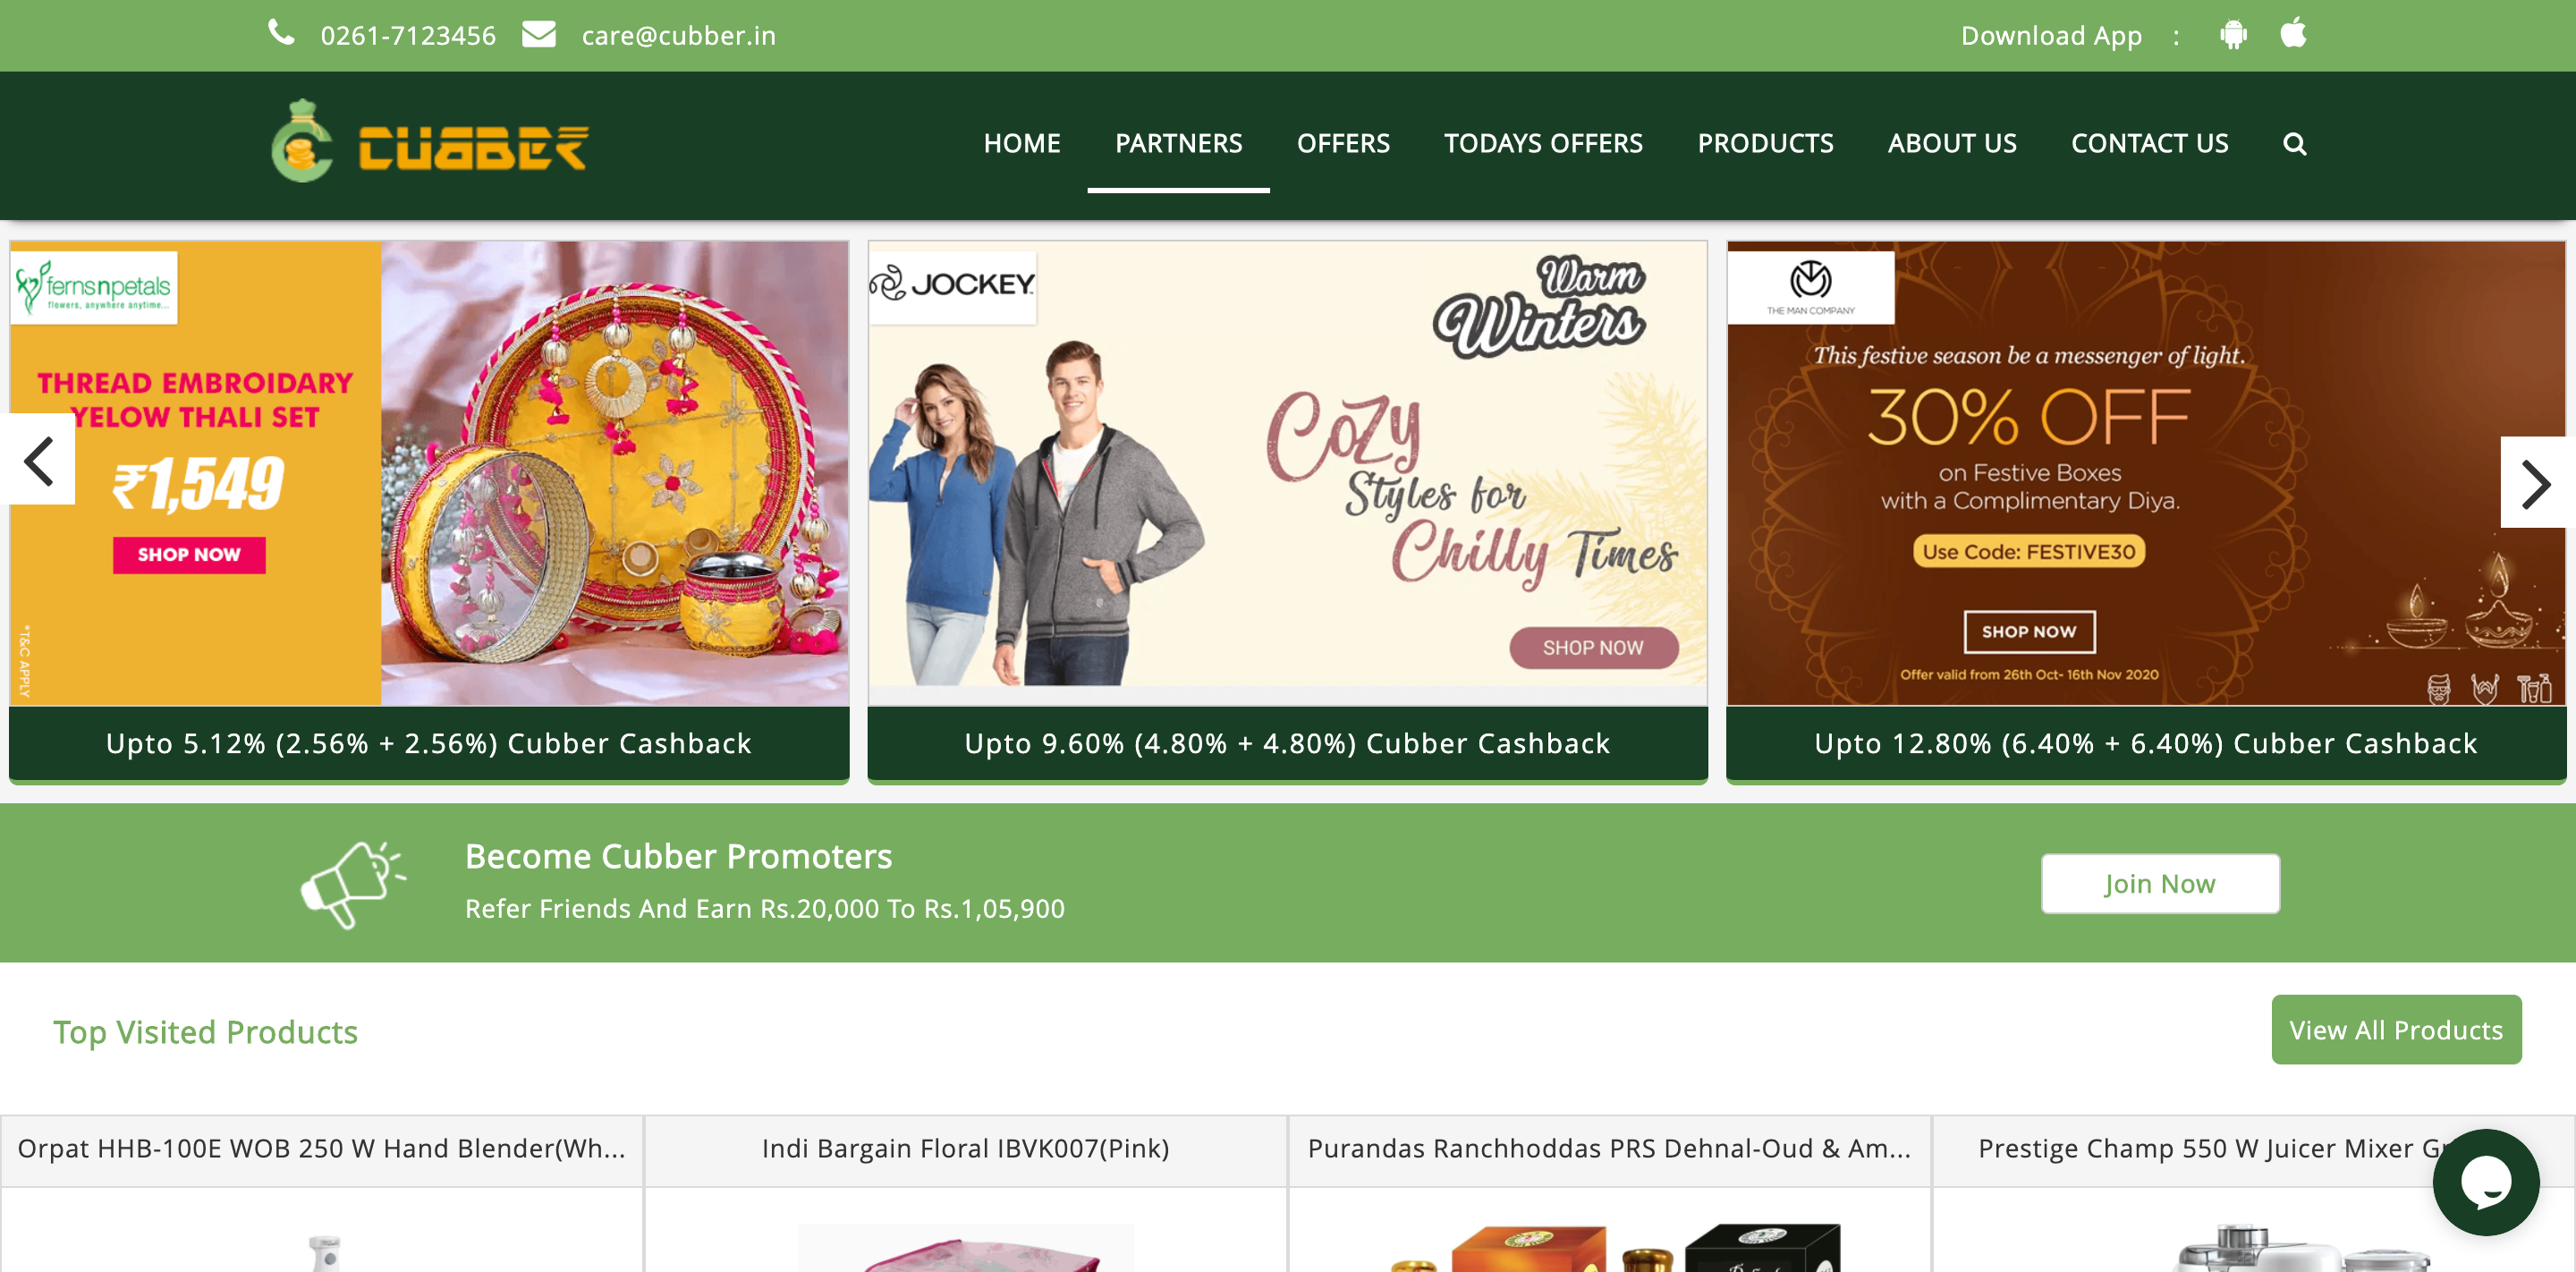 0261-7123456 care@cubber.in Download App :
CUBBER
HOME PARTNERS OFFERS TODAYS OFFERS PRODUCTS ABOUT US CONTACT US
fernsnpetals
flowers, anywhere anytime...
THREAD EMBROIDARY
YELOW THALI SET
₹1,549
SHOP NOW
*T&C APPLY
JOCKEY
Warm
Winters
Cozy
Styles for
Chilly Times
SHOP NOW
THE MAN COMPANY
This festive season be a messenger of light.
30% OFF
on Festive Boxes
with a Complimentary Diya.
Use Code: FESTIVE30
SHOP NOW
Offer valid from 26th Oct- 16th Nov 2020
Upto 5.12% (2.56% + 2.56%) Cubber Cashback
Upto 9.60% (4.80% + 4.80%) Cubber Cashback
Upto 12.80% (6.40% + 6.40%) Cubber Cashback
Become Cubber Promoters
Refer Friends And Earn Rs.20,000 To Rs.1,05,900
Join Now
Top Visited Products
View All Products
Orpat HHB-100E WOB 250 W Hand Blender(Wh...
Indi Bargain Floral IBVK007(Pink)
Purandas Ranchhoddas PRS Dehnal-Oud & Am...
Prestige Champ 550 W Juicer Mixer